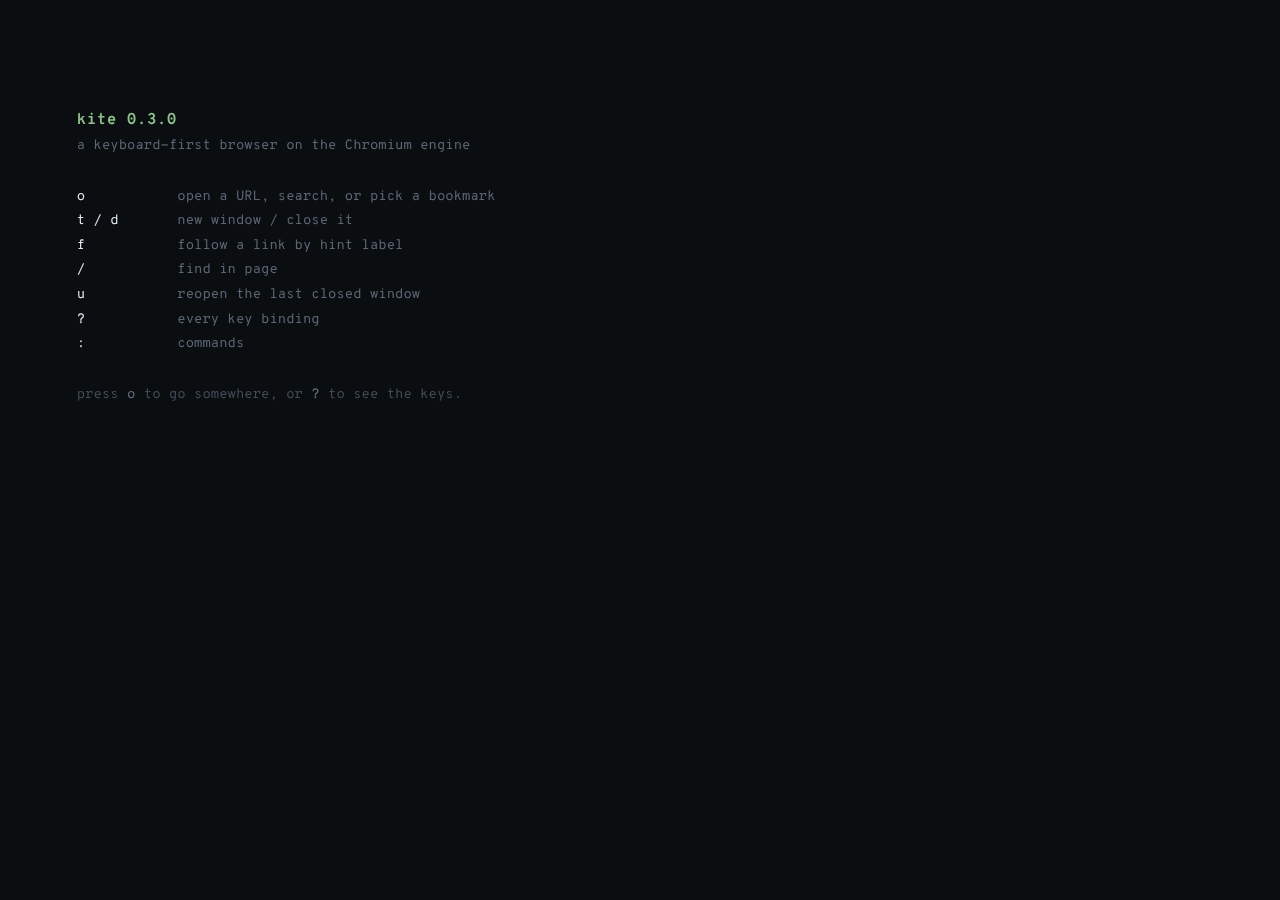 kite 0.3.0
a keyboard-first browser on the Chromium engine
o open a URL, search, or pick a bookmark
t / d new window / close it
f follow a link by hint label
/ find in page
u reopen the last closed window
? every key binding
: commands
press o to go somewhere, or ? to see the keys.